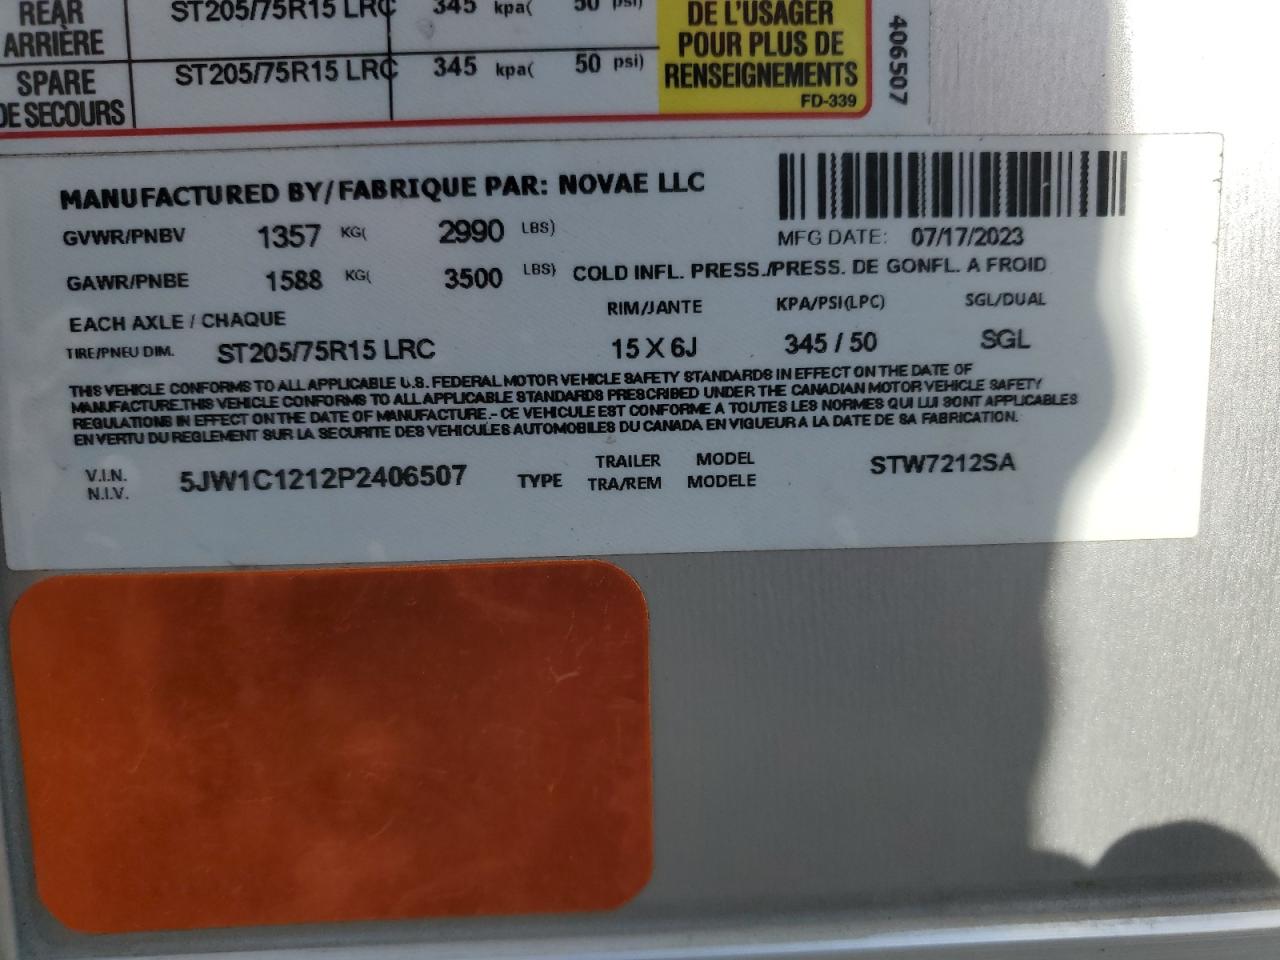 REAR ST205/75R15 LRC 345 kpa( 50 psi)
ARRIÈRE
SPARE ST205/75R15 LRC 345 kpa( 50 psi)
DE SECOURS
DE L'USAGER
POUR PLUS DE
RENSEIGNEMENTS
FD-339
406507
MANUFACTURED BY/FABRIQUE PAR: NOVAE LLC
GVWR/PNBV 1357 KG( 2990 LBS) MFG DATE: 07/17/2023
GAWR/PNBE 1588 KG( 3500 LBS) COLD INFL. PRESS./PRESS. DE GONFL. A FROID
EACH AXLE / CHAQUE RIM/JANTE KPA/PSI(LPC) SGL/DUAL
TIRE/PNEU DIM. ST205/75R15 LRC 15 X 6J 345 / 50 SGL
THIS VEHICLE CONFORMS TO ALL APPLICABLE U.S. FEDERAL MOTOR VEHICLE SAFETY STANDARDS IN EFFECT ON THE DATE OF
MANUFACTURE.THIS VEHICLE CONFORMS TO ALL APPLICABLE STANDARDS PRESCRIBED UNDER THE CANADIAN MOTOR VEHICLE SAFETY
REGULATIONS IN EFFECT ON THE DATE OF MANUFACTURE.- CE VEHICULE EST CONFORME A TOUTES LES NORMES QUI LUI SONT APPLICABLES
EN VERTU DU REGLEMENT SUR LA SECURITE DES VEHICULES AUTOMOBILES DU CANADA EN VIGUEUR A LA DATE DE SA FABRICATION.
V.I.N. 5JW1C1212P2406507 TYPE TRAILER MODEL STW7212SA
N.I.V. TRA/REM MODELE